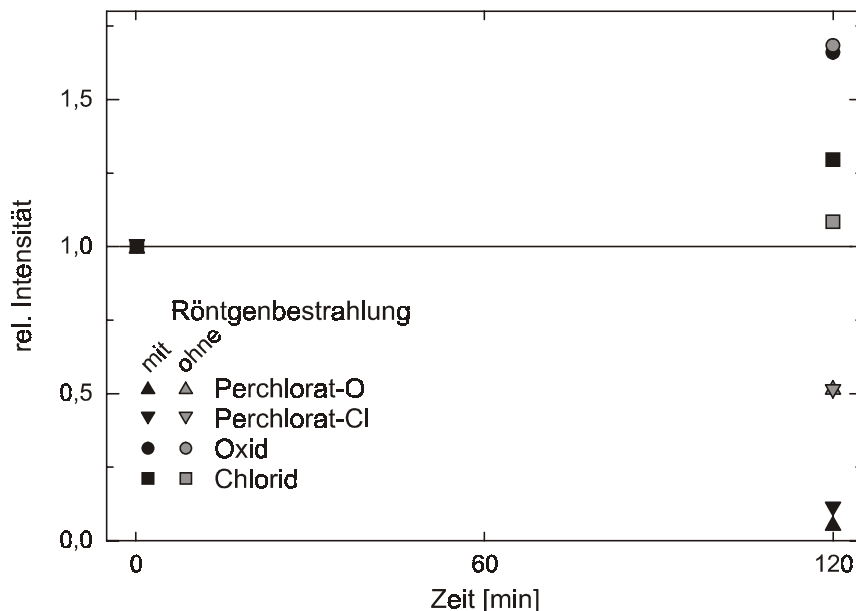 1,5
1,0
0,5
0,0
rel. Intensität
Röntgenbestrahlung
mit ohne
Perchlorat-O
Perchlorat-Cl
Oxid
Chlorid
0 60 120
Zeit [min]